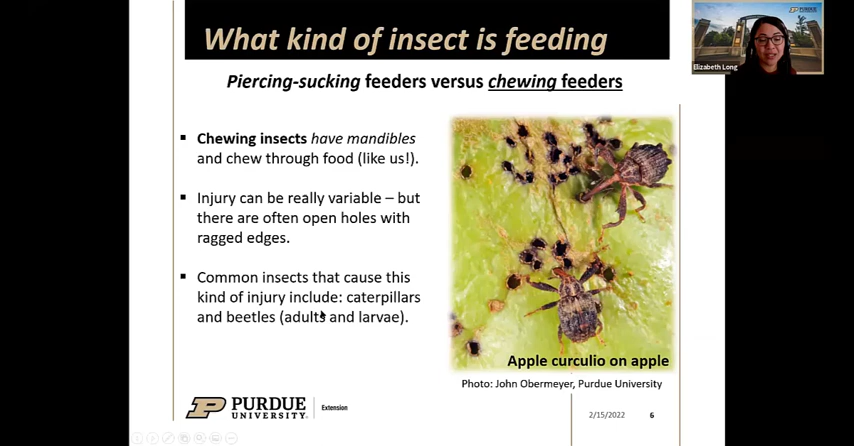 What kind of insect is feeding
PURDUE
Elizabeth Long
Piercing-sucking feeders versus chewing feeders
▪ Chewing insects have mandibles
and chew through food (like us!).
▪ Injury can be really variable – but
there are often open holes with
ragged edges.
▪ Common insects that cause this
kind of injury include: caterpillars
and beetles (adults and larvae).
Apple curculio on apple
Photo: John Obermeyer, Purdue University
P PURDUE
UNIVERSITY
Extension
2/15/2022
6